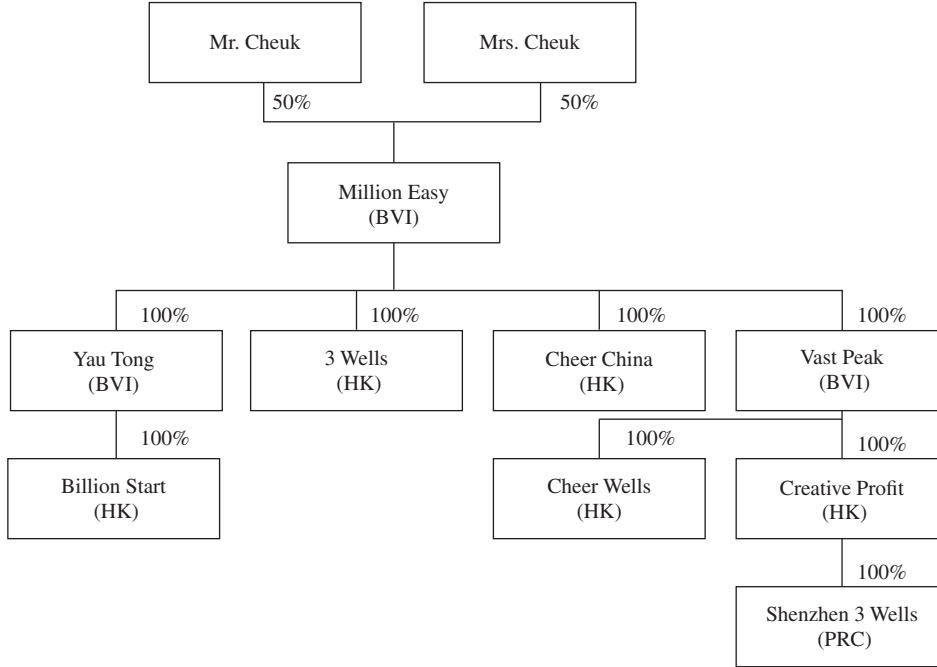 Mr. Cheuk
Mrs. Cheuk
50%
50%
Million Easy
(BVI)
100%
100%
100%
100%
Yau Tong
(BVI)
3 Wells
(HK)
Cheer China
(HK)
Vast Peak
(BVI)
100%
100%
100%
Billion Start
(HK)
Cheer Wells
(HK)
Creative Profit
(HK)
100%
Shenzhen 3 Wells
(PRC)